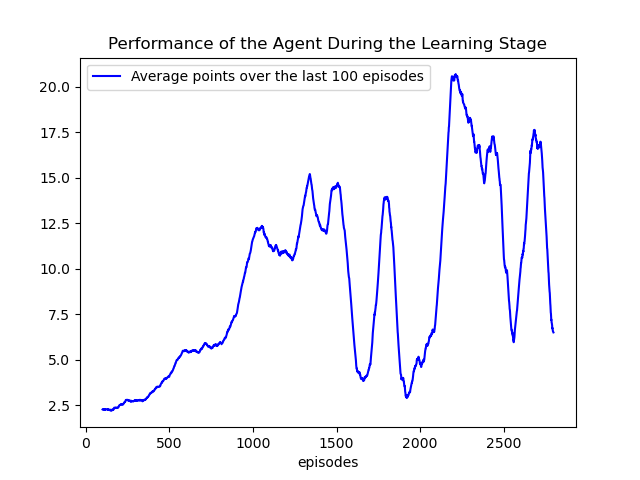 Performance of the Agent During the Learning Stage
Average points over the last 100 episodes
20.0
17.5
15.0
12.5
10.0
7.5
5.0
2.5
0 500 1000 1500 2000 2500
episodes